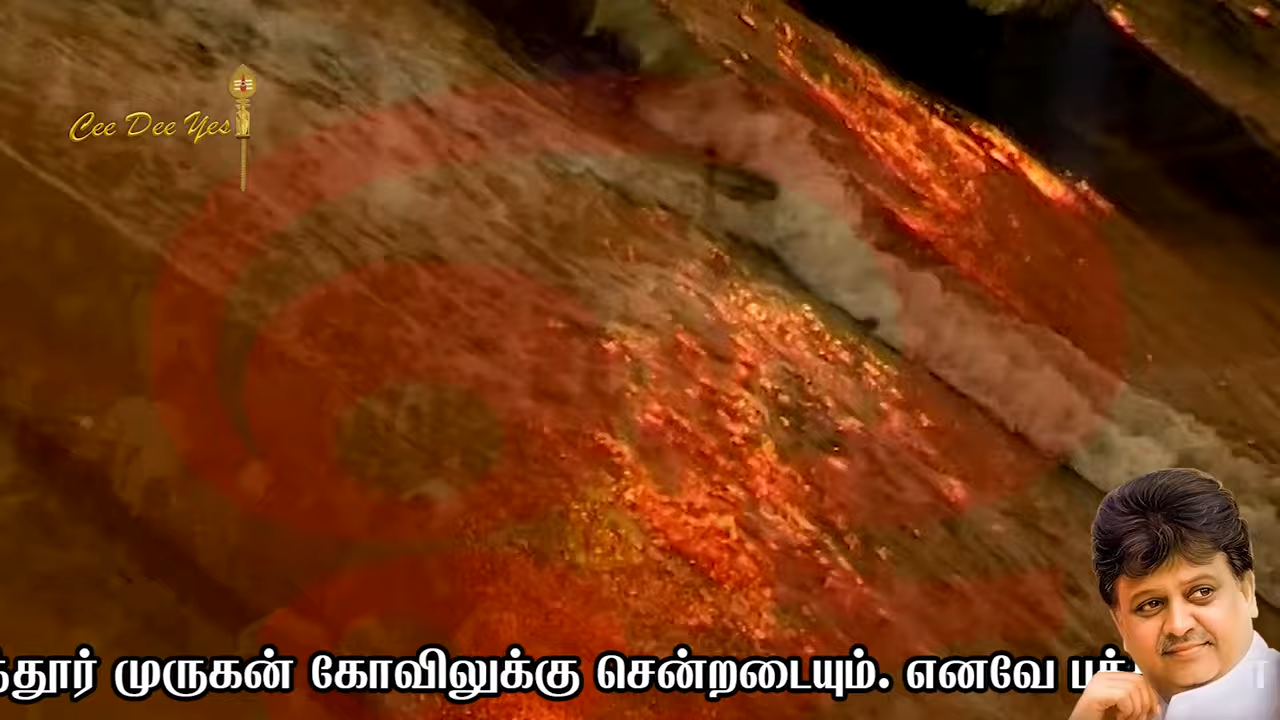 Cee Dee Yes
முருகன் கோவிலுக்கு சென்றடையும். எனவே